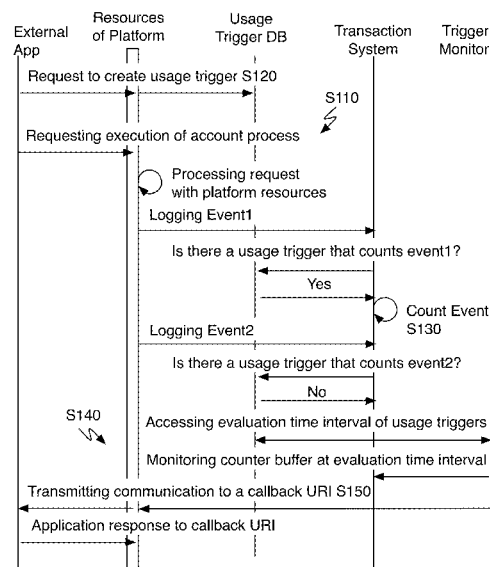 External
App
Resources
of Platform
Usage
Trigger DB
Transaction
System
Trigger
Monitor
Request to create usage trigger S120
S110
Requesting execution of account process
Processing request
with platform resources
Logging Event1
Is there a usage trigger that counts event1?
Yes
Count Event
S130
Logging Event2
Is there a usage trigger that counts event2?
No
S140
Accessing evaluation time interval of usage triggers
Monitoring counter buffer at evaluation time interval
Transmitting communication to a callback URI S150
Application response to callback URI